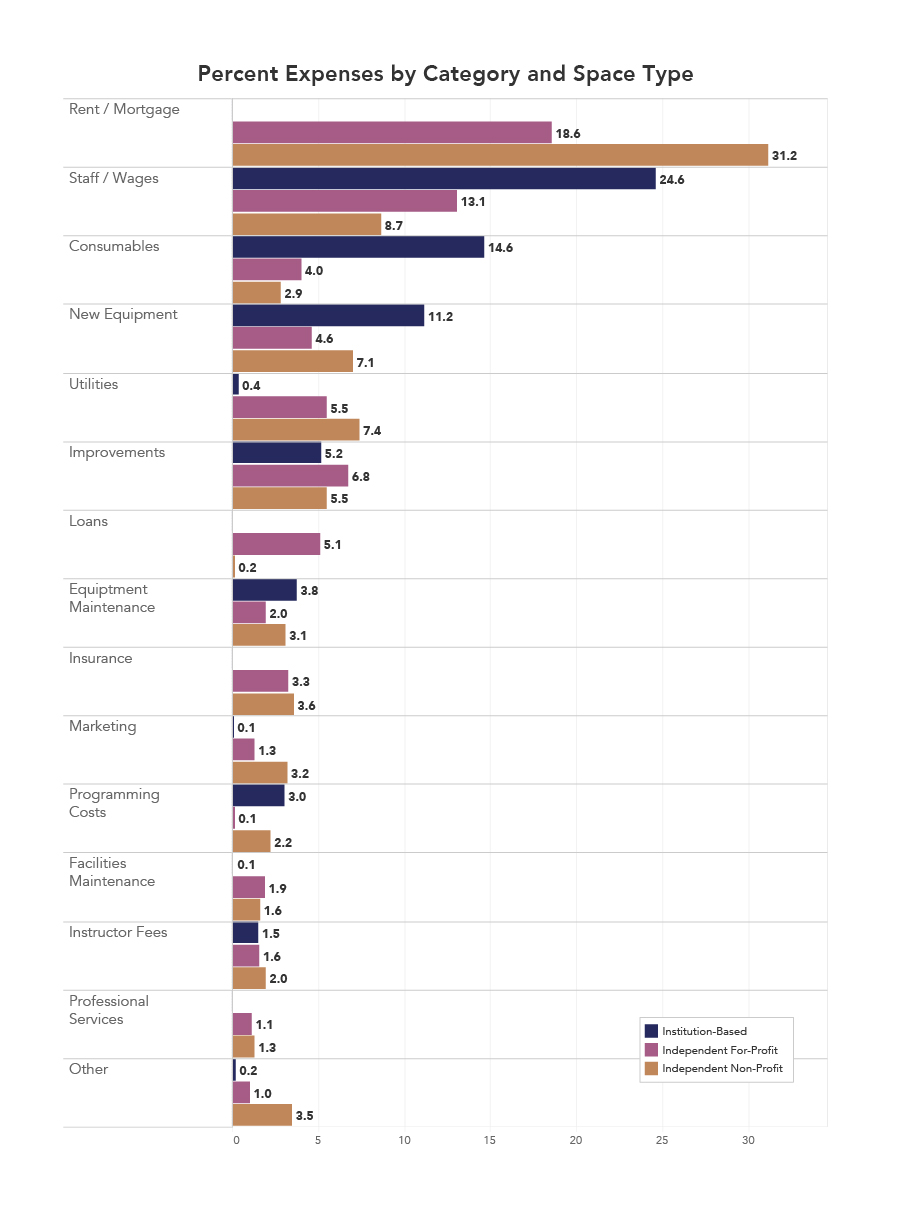 Percent Expenses by Category and Space Type
Rent / Mortgage
18.6
31.2
Staff / Wages
24.6
13.1
8.7
Consumables
14.6
4.0
2.9
New Equipment
11.2
4.6
7.1
Utilities
0.4
5.5
7.4
Improvements
5.2
6.8
5.5
Loans
5.1
0.2
Equiptment
Maintenance
3.8
2.0
3.1
Insurance
3.3
3.6
Marketing
0.1
1.3
3.2
Programming
Costs
3.0
0.1
2.2
Facilities
Maintenance
0.1
1.9
1.6
Instructor Fees
1.5
1.6
2.0
Professional
Services
1.1
1.3
Other
0.2
1.0
3.5
Institution-Based
Independent For-Profit
Independent Non-Profit
0 5 10 15 20 25 30